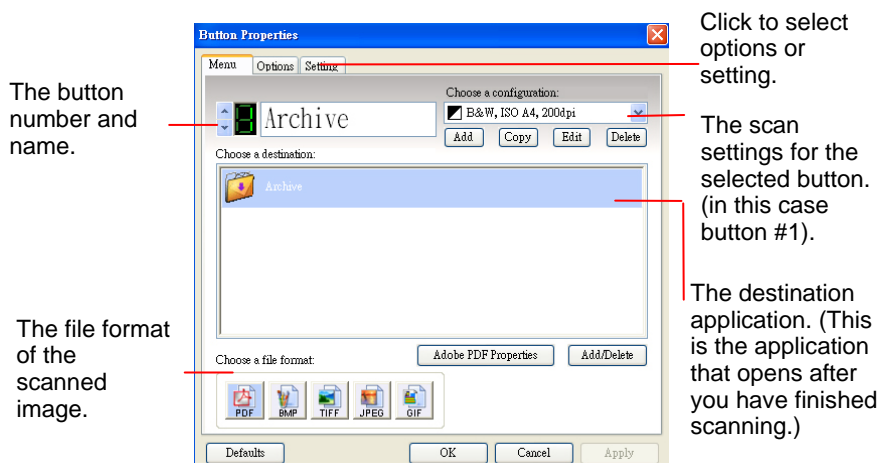 Click to select
options or
setting.
Button Properties
Menu Options Setting
The button
number and
name.
Choose a configuration:
Archive
B&W, ISO A4, 200dpi
Add Copy Edit Delete
The scan
settings for the
selected button.
(in this case
button #1).
Choose a destination:
Archive
The destination
application. (This
is the application
that opens after
you have finished
scanning.)
The file format
of the
scanned
image.
Adobe PDF Properties Add/Delete
Choose a file format:
PDF BMP TIFF JPEG GIF
Defaults OK Cancel Apply